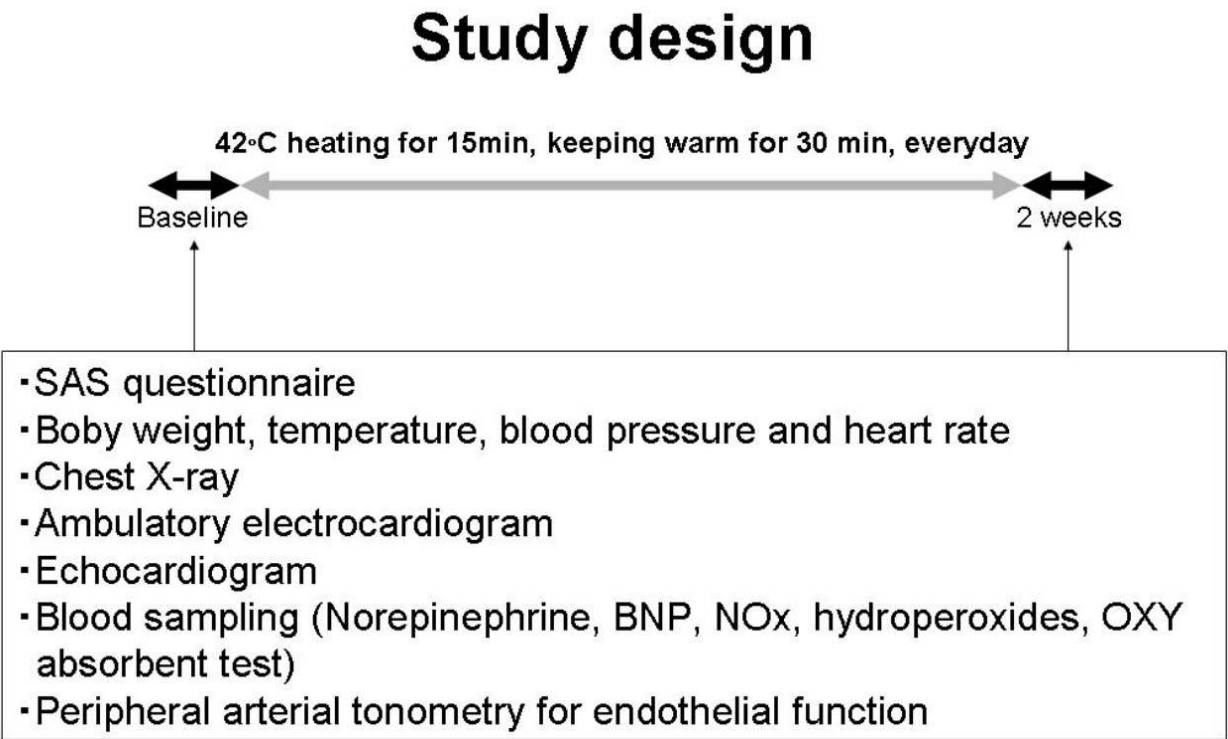 Study design
42°C heating for 15min, keeping warm for 30 min, everyday
Baseline
2 weeks
・SAS questionnaire
・Boby weight, temperature, blood pressure and heart rate
・Chest X-ray
・Ambulatory electrocardiogram
・Echocardiogram
・Blood sampling (Norepinephrine, BNP, NOx, hydroperoxides, OXY
absorbent test)
・Peripheral arterial tonometry for endothelial function